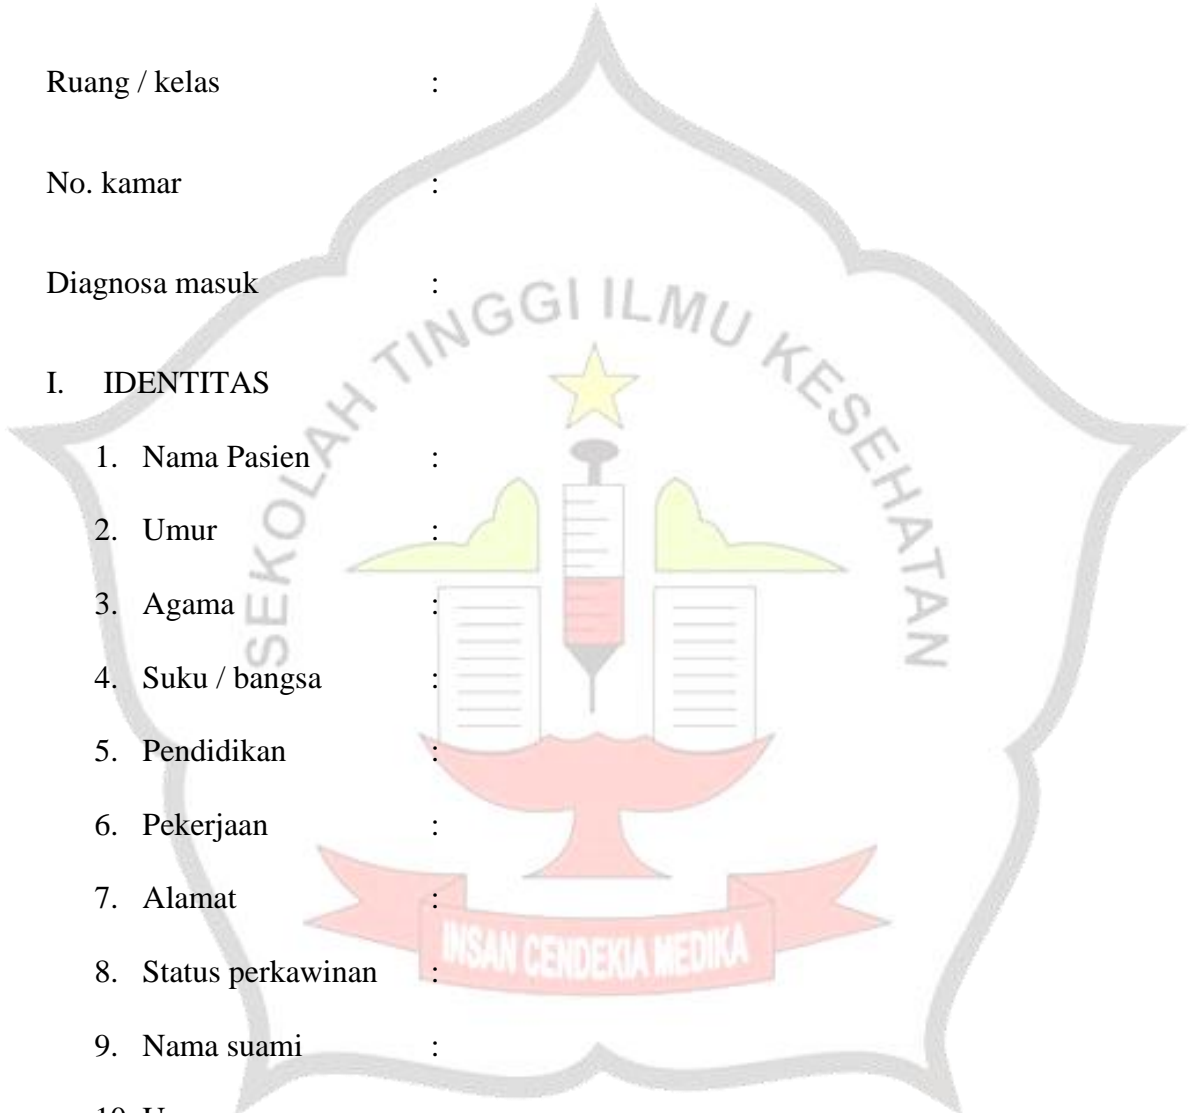 Ruang / kelas :
No. kamar :
Diagnosa masuk :
I. IDENTITAS
1. Nama Pasien :
2. Umur :
3. Agama :
4. Suku / bangsa :
5. Pendidikan :
6. Pekerjaan :
7. Alamat :
8. Status perkawinan :
9. Nama suami :
SEKOLAH TINGGI ILMU KESEHATAN
INSAN CENDEKIA MEDIKA